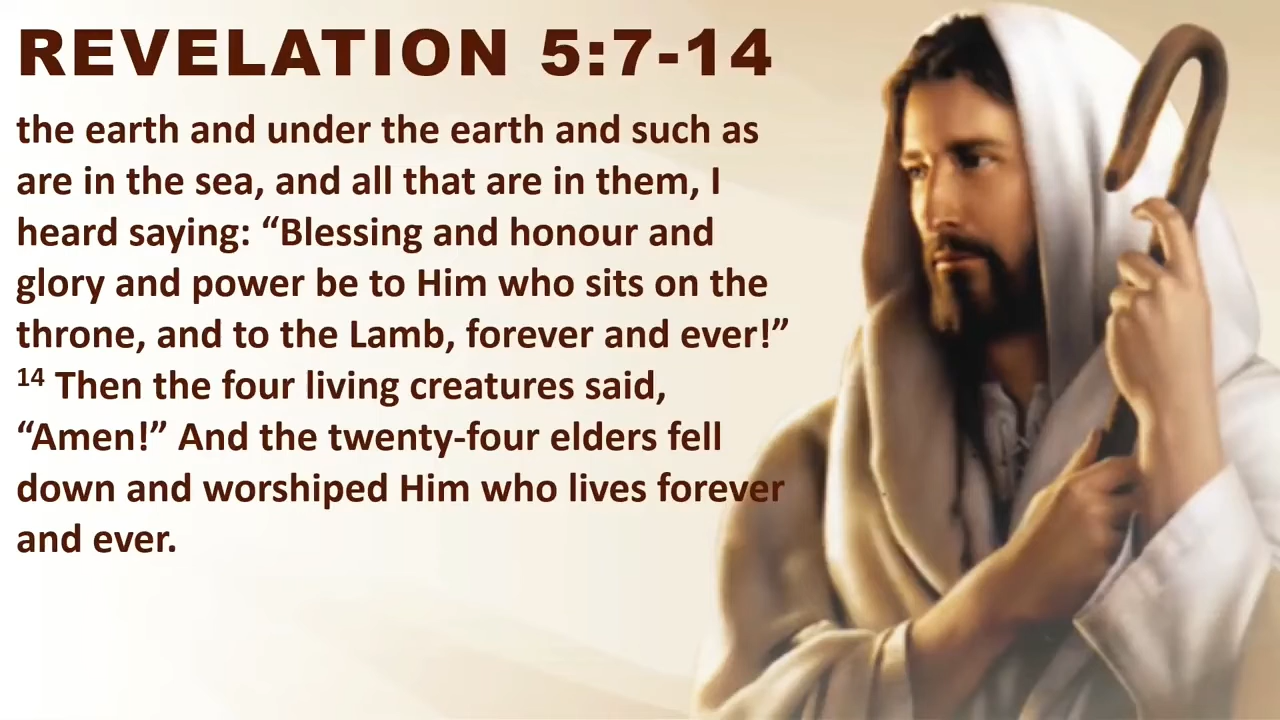 REVELATION 5:7-14
the earth and under the earth and such as
are in the sea, and all that are in them, I
heard saying: “Blessing and honour and
glory and power be to Him who sits on the
throne, and to the Lamb, forever and ever!”
14 Then the four living creatures said,
“Amen!” And the twenty-four elders fell
down and worshiped Him who lives forever
and ever.